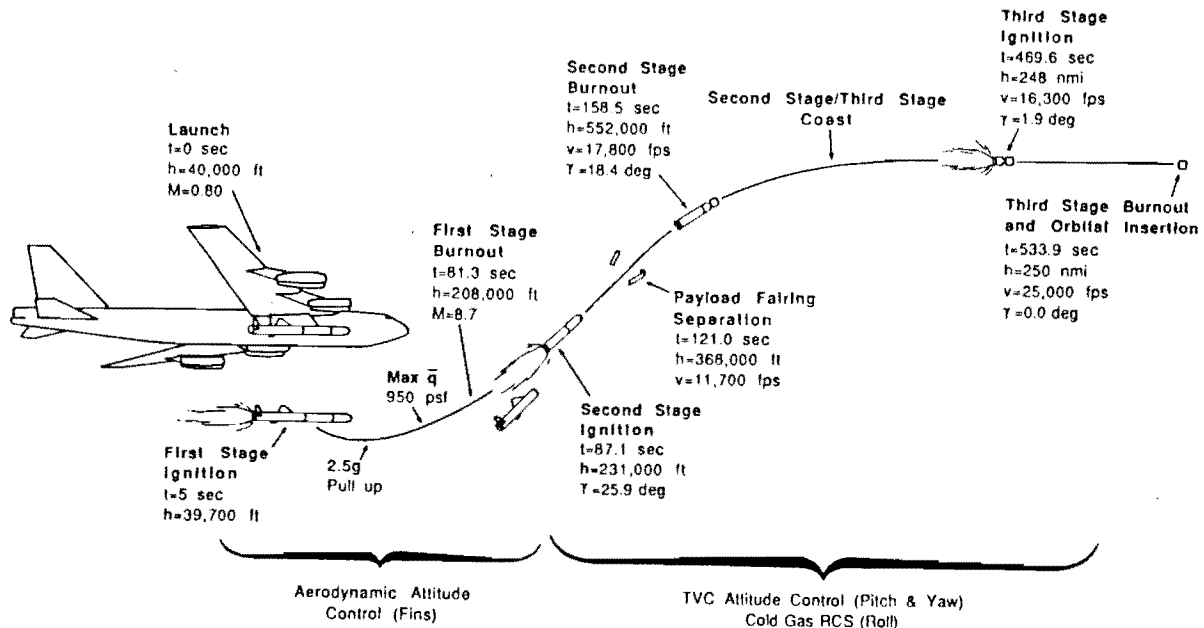 Launch
t=0 sec
h=40,000 ft
M=0.80
First Stage
Ignition
t=5 sec
h=39,700 ft
2.5g
Pull up
Max q̅
950 psf
First Stage
Burnout
t=81.3 sec
h=208,000 ft
M=8.7
Second Stage
Ignition
t=87.1 sec
h=231,000 ft
γ=25.9 deg
Payload Fairing
Separation
t=121.0 sec
h=368,000 ft
v=11,700 fps
Second Stage
Burnout
t=158.5 sec
h=552,000 ft
v=17,800 fps
γ=18.4 deg
Second Stage/Third Stage
Coast
Third Stage
Ignition
t=469.6 sec
h=248 nmi
v=16,300 fps
γ=1.9 deg
Third Stage Burnout
and Orbital Insertion
t=533.9 sec
h=250 nmi
v=25,000 fps
γ=0.0 deg
Aerodynamic Attitude
Control (Fins)
TVC Attitude Control (Pitch & Yaw)
Cold Gas RCS (Roll)